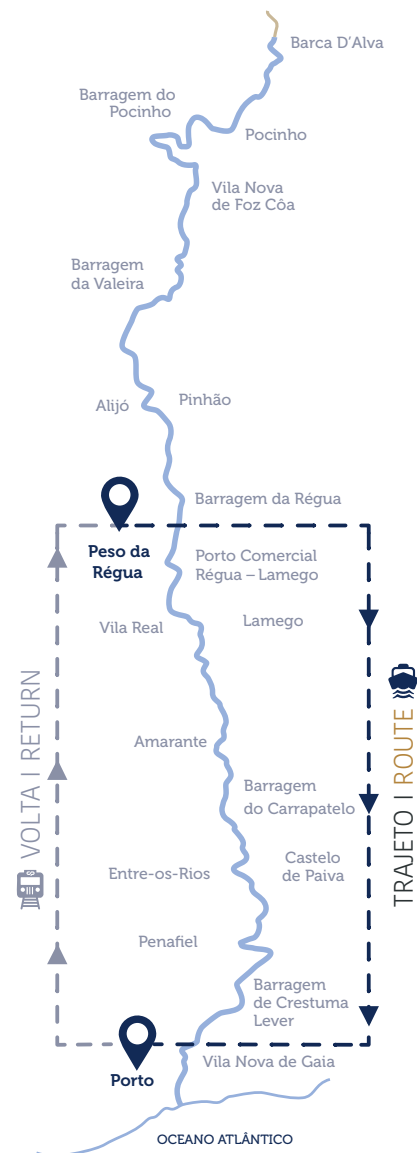 Barca D'Alva
Barragem do
Pocinho
Pocinho
Vila Nova
de Foz Côa
Barragem
da Valeira
Alijó
Pinhão
Barragem da Régua
Peso da
Régua
Porto Comercial
Régua – Lamego
Vila Real
Lamego
VOLTA I RETURN
TRAJETO I ROUTE
Amarante
Barragem
do Carrapatelo
Castelo
de Paiva
Entre-os-Rios
Penafiel
Barragem
de Crestuma
Lever
Vila Nova de Gaia
Porto
OCEANO ATLÂNTICO